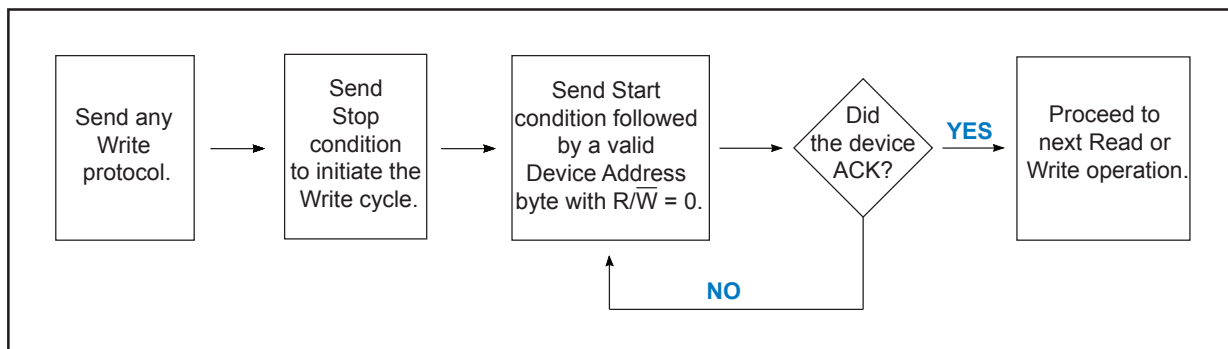 Send any
Write
protocol.
Send
Stop
condition
to initiate the
Write cycle.
Send Start
condition followed
by a valid
Device Address
byte with R/W̅ = 0.
Did
the device
ACK?
YES
NO
Proceed to
next Read or
Write operation.